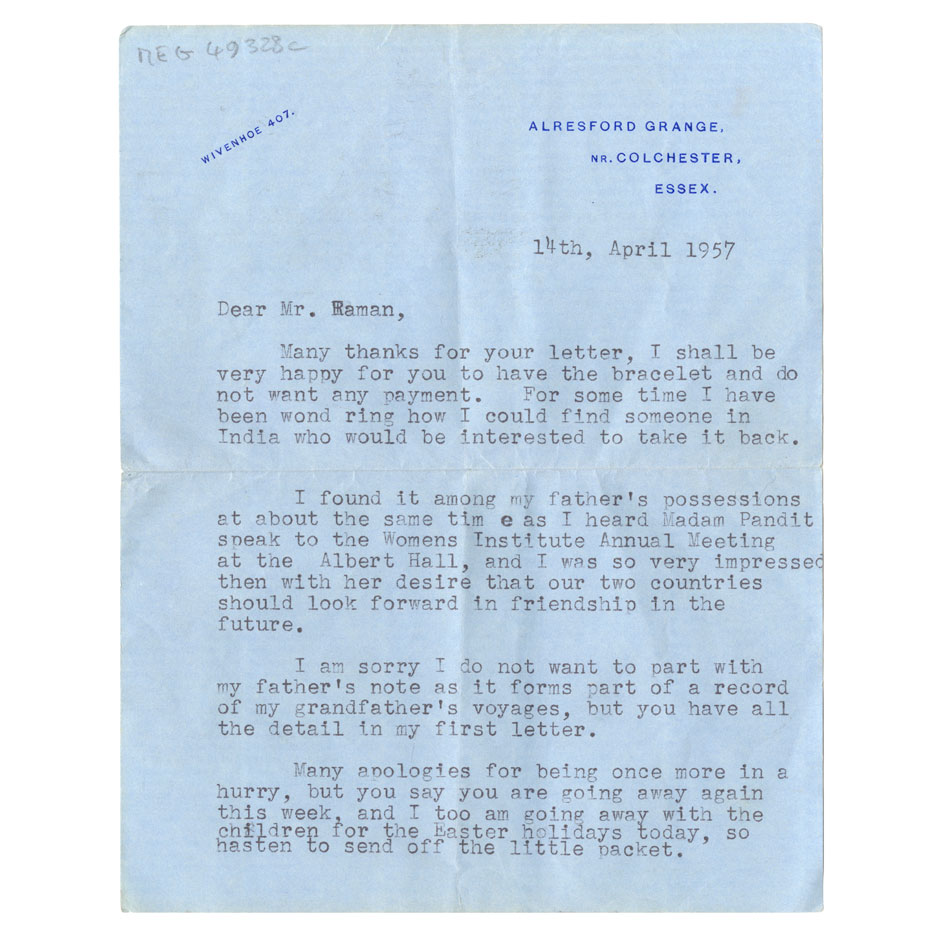 MEG 49328c
WIVENHOE 407.
ALRESFORD GRANGE,
NR. COLCHESTER,
ESSEX.
14th, April 1957
Dear Mr. Raman,
Many thanks for your letter, I shall be
very happy for you to have the bracelet and do
not want any payment. For some time I have
been wond ring how I could find someone in
India who would be interested to take it back.
I found it among my father's possessions
at about the same tim e as I heard Madam Pandit
speak to the Womens Institute Annual Meeting
at the Albert Hall, and I was so very impressed
then with her desire that our two countries
should look forward in friendship in the
future.
I am sorry I do not want to part with
my father's note as it forms part of a record
of my grandfather's voyages, but you have all
the detail in my first letter.
Many apologies for being once more in a
hurry, but you say you are going away again
this week, and I too am going away with the
children for the Easter holidays today, so
hasten to send off the little packet.